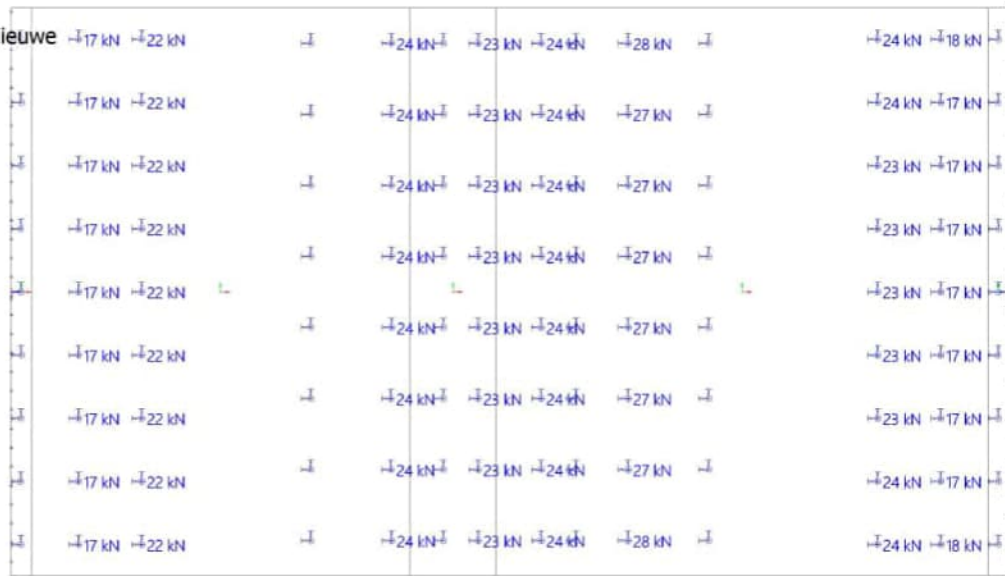 ieuwe 17 kN 22 kN 24 kN 23 kN 24 kN 28 kN 24 kN 18 kN
17 kN 22 kN 24 kN 23 kN 24 kN 27 kN 24 kN 17 kN
17 kN 22 kN 24 kN 23 kN 24 kN 27 kN 23 kN 17 kN
17 kN 22 kN 24 kN 23 kN 24 kN 27 kN 23 kN 17 kN
17 kN 22 kN 24 kN 23 kN 24 kN 27 kN 23 kN 17 kN
17 kN 22 kN 24 kN 23 kN 24 kN 27 kN 23 kN 17 kN
17 kN 22 kN 24 kN 23 kN 24 kN 27 kN 23 kN 17 kN
17 kN 22 kN 24 kN 23 kN 24 kN 28 kN 24 kN 17 kN
17 kN 22 kN 24 kN 18 kN